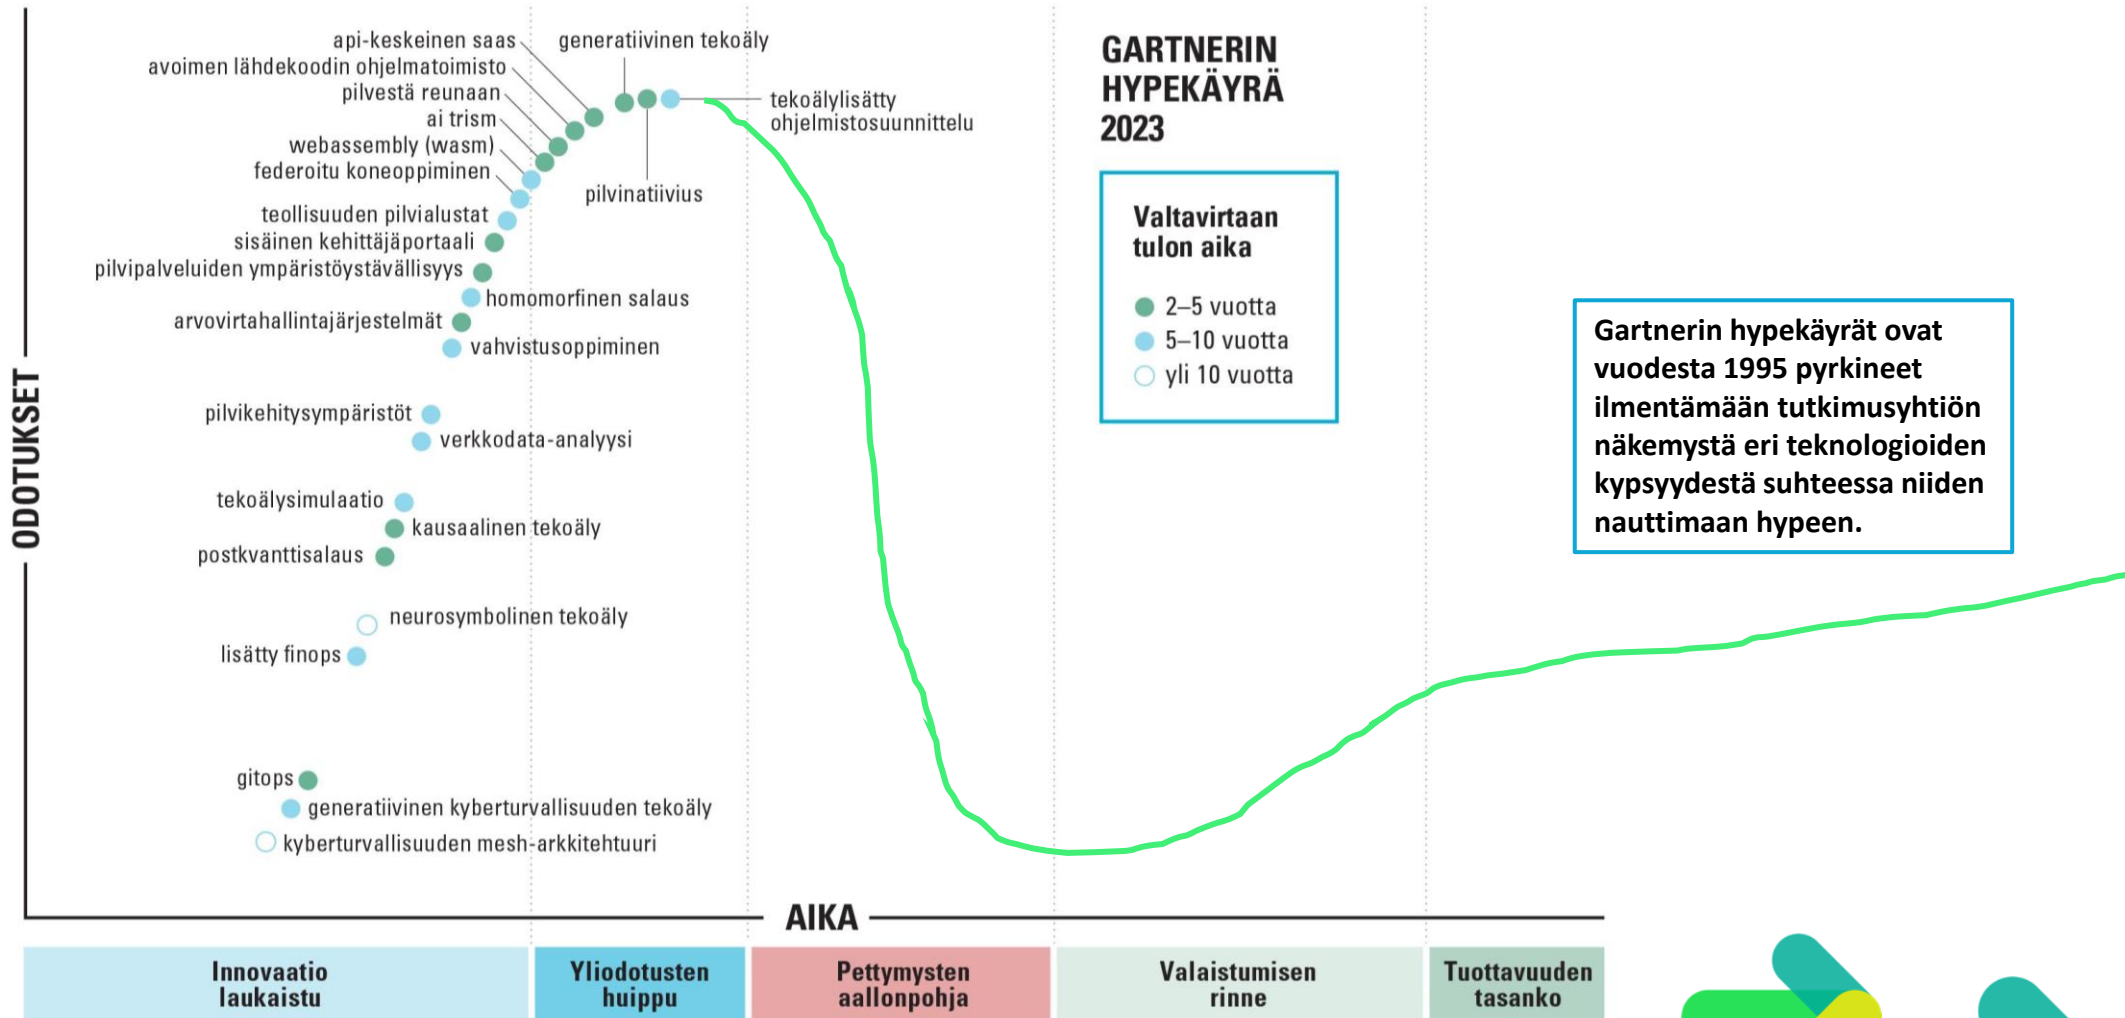 api-keskeinen saas
generatiivinen tekoäly
avoimen lähdekoodin ohjelmatoimisto
pilvestä reunaan
ai trism
webassembly (wasm)
federoitu koneoppiminen
tekoälylisätty
ohjelmistosuunnittelu
pilvinatiivius
teollisuuden pilvialustat
sisäinen kehittäjäportaali
pilvipalveluiden ympäristöystävällisyys
homomorfinen salaus
arvovirtahallintajärjestelmät
vahvistusoppiminen
pilvikehitysympäristöt
verkkodata-analyysi
tekoälysimulaatio
kausaalinen tekoäly
postkvanttisalaus
neurosymbolinen tekoäly
lisätty finops
gitops
generatiivinen kyberturvallisuuden tekoäly
kyberturvallisuuden mesh-arkkitehtuuri
ODOTUKSET
GARTNERIN
HYPEKÄYRÄ
2023
Valtavirtaan
tulon aika
2–5 vuotta
5–10 vuotta
yli 10 vuotta
Gartnerin hypekäyrät ovat
vuodesta 1995 pyrkineet
ilmentämään tutkimusyhtiön
näkemystä eri teknologioiden
kypsyydestä suhteessa niiden
nauttimaan hypeen.
AIKA
Innovaatio
laukaistu
Yliodotusten
huippu
Pettymysten
aallonpohja
Valaistumisen
rinne
Tuottavuuden
tasanko